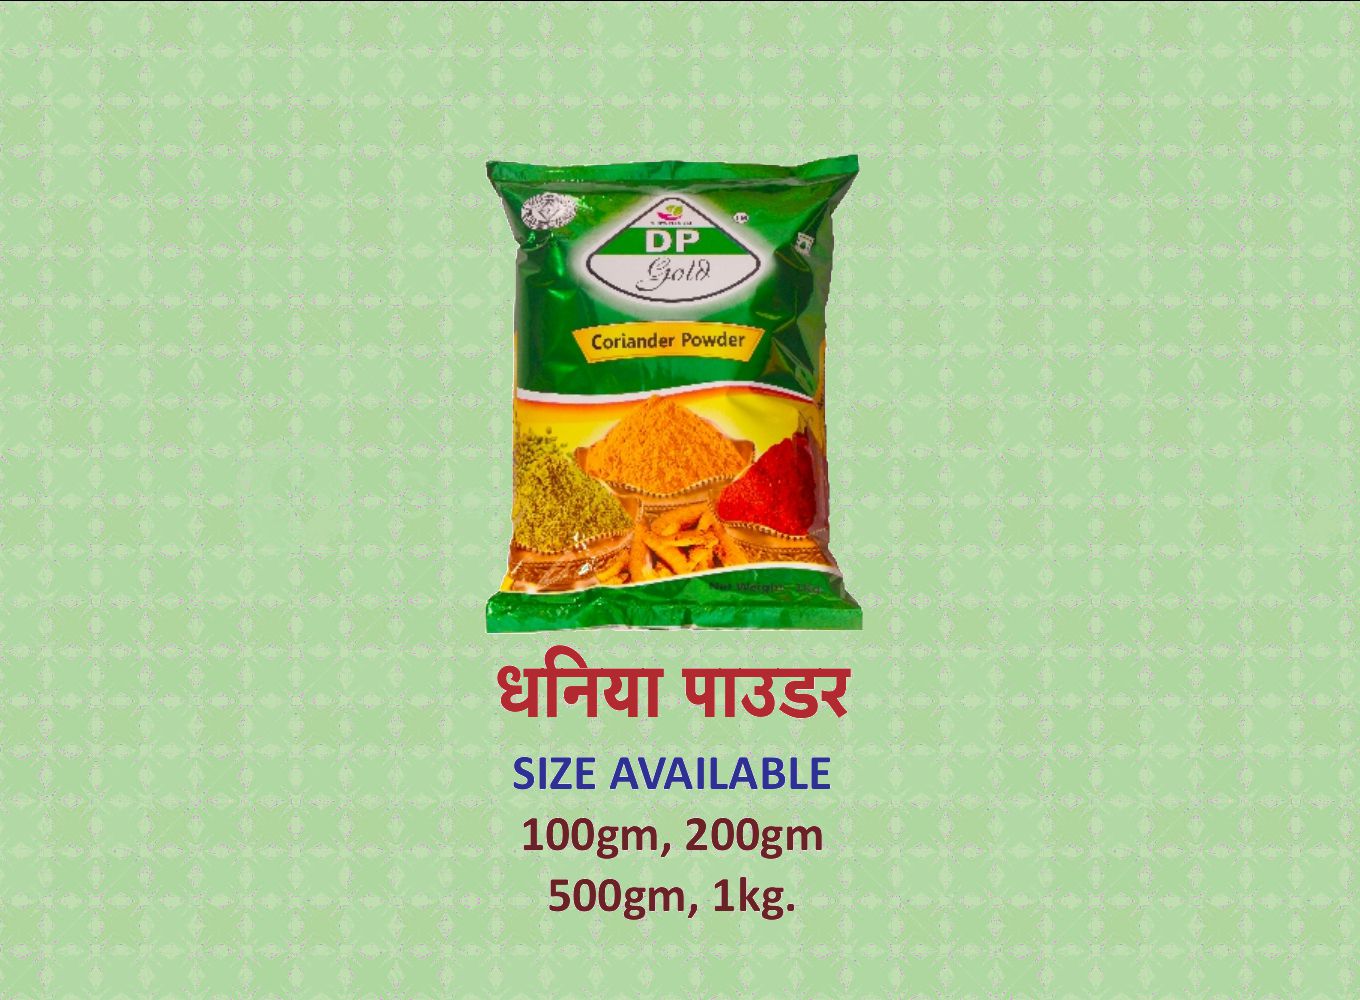 DP
Gold
Coriander Powder
धनिया पाउडर
SIZE AVAILABLE
100gm, 200gm
500gm, 1kg.